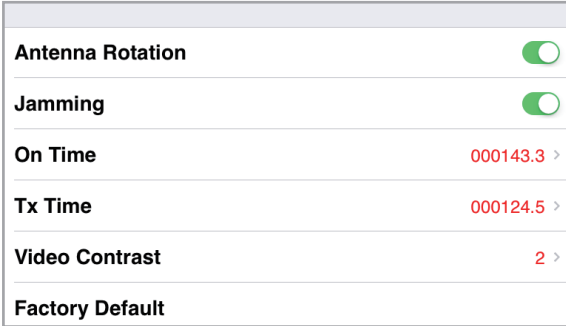 Antenna Rotation
Jamming
On Time 000143.3 >
Tx Time 000124.5 >
Video Contrast 2 >
Factory Default